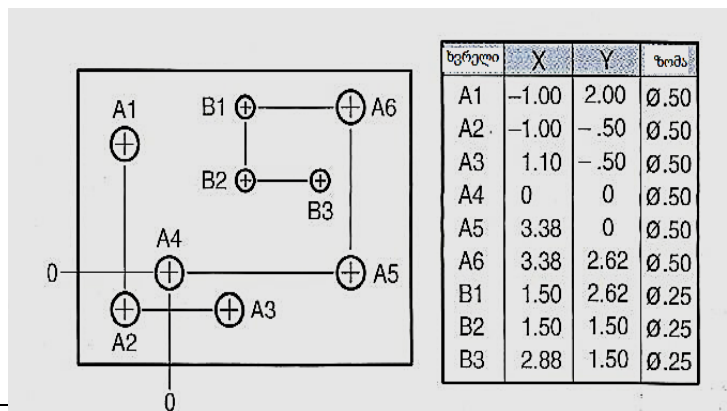 A1
B1
A6
B2
B3
A4
0
A5
A3
A2
0
ხვრელი X Y ზომა
A1 –1.00 2.00 Ø.50
A2 –1.00 – .50 Ø.50
A3 1.10 – .50 Ø.50
A4 0 0 Ø.50
A5 3.38 0 Ø.50
A6 3.38 2.62 Ø.50
B1 1.50 2.62 Ø.25
B2 1.50 1.50 Ø.25
B3 2.88 1.50 Ø.25